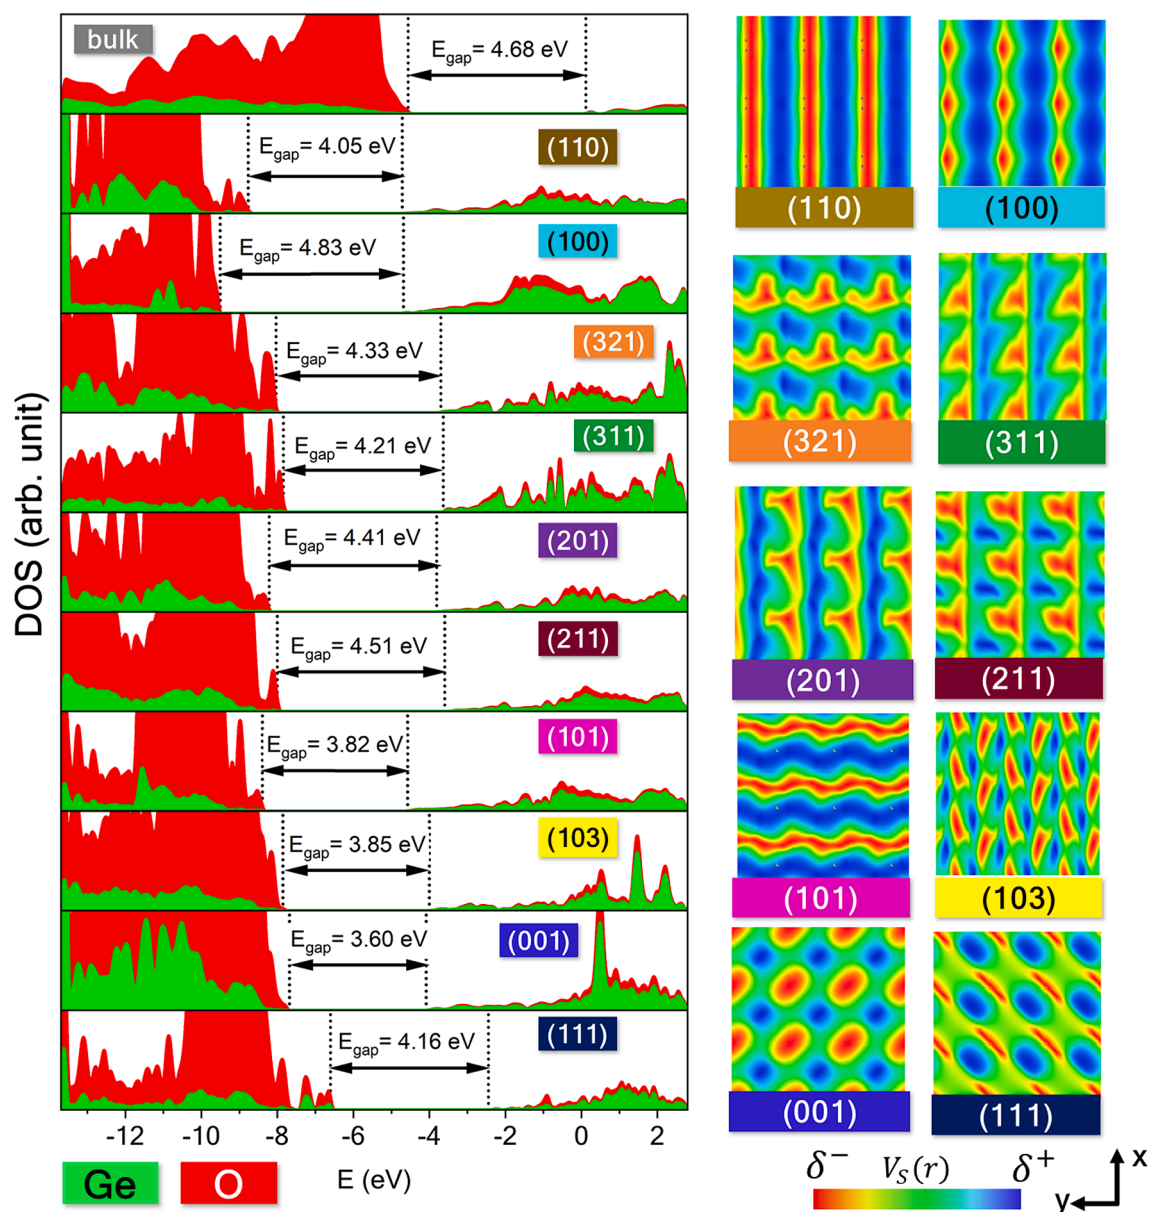 bulk
E_gap= 4.68 eV
E_gap= 4.05 eV
(110)
E_gap= 4.83 eV
(100)
E_gap= 4.33 eV
(321)
E_gap= 4.21 eV
(311)
E_gap= 4.41 eV
(201)
E_gap= 4.51 eV
(211)
E_gap= 3.82 eV
(101)
E_gap= 3.85 eV
(103)
E_gap= 3.60 eV
(001)
E_gap= 4.16 eV
(111)
DOS (arb. unit)
-12 -10 -8 -6 -4 -2 0 2
E (eV)
Ge O
(110) (100)
(321) (311)
(201) (211)
(101) (103)
(001) (111)
δ⁻ V_S(r) δ⁺
x
y